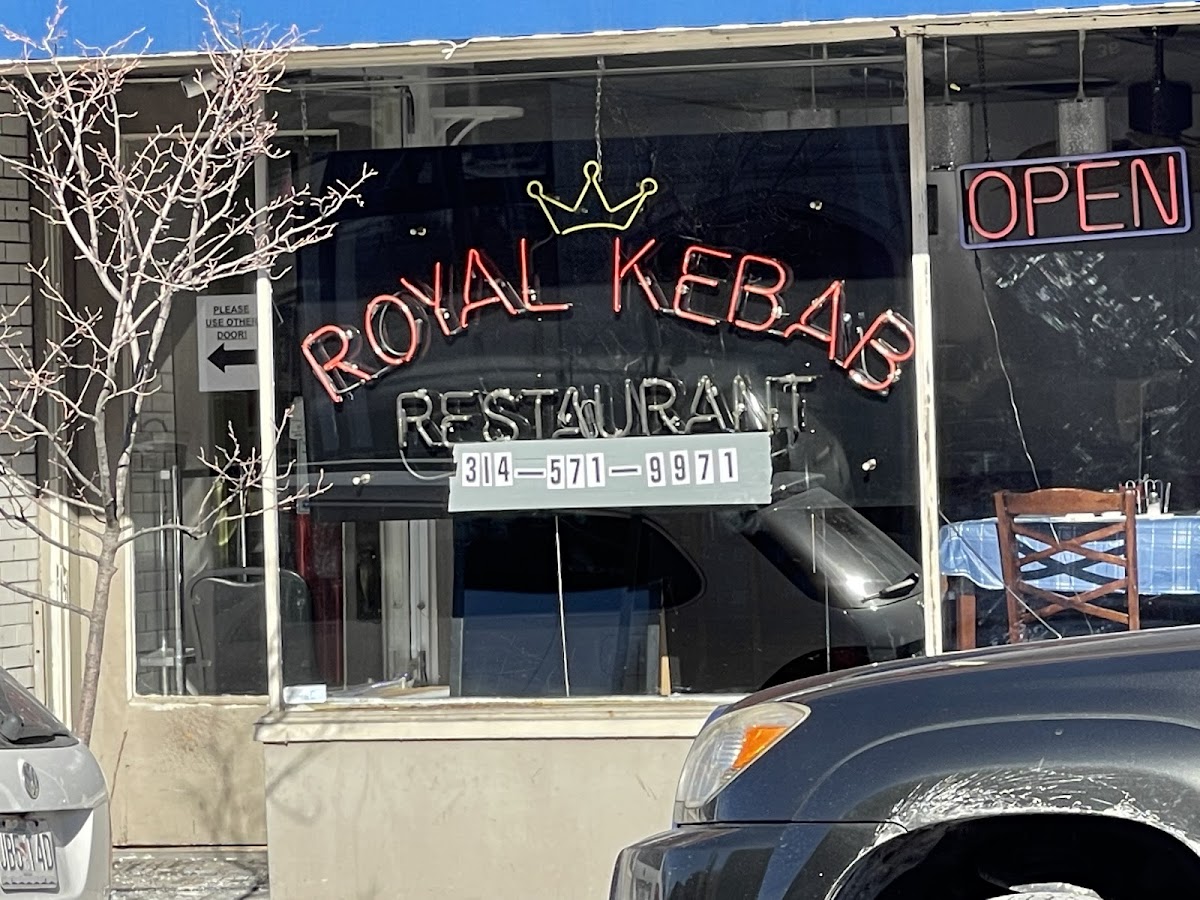 ROYAL KEBAB
RESTAURANT
314-571-9971
OPEN
PLEASE
USE OTHER
DOOR!